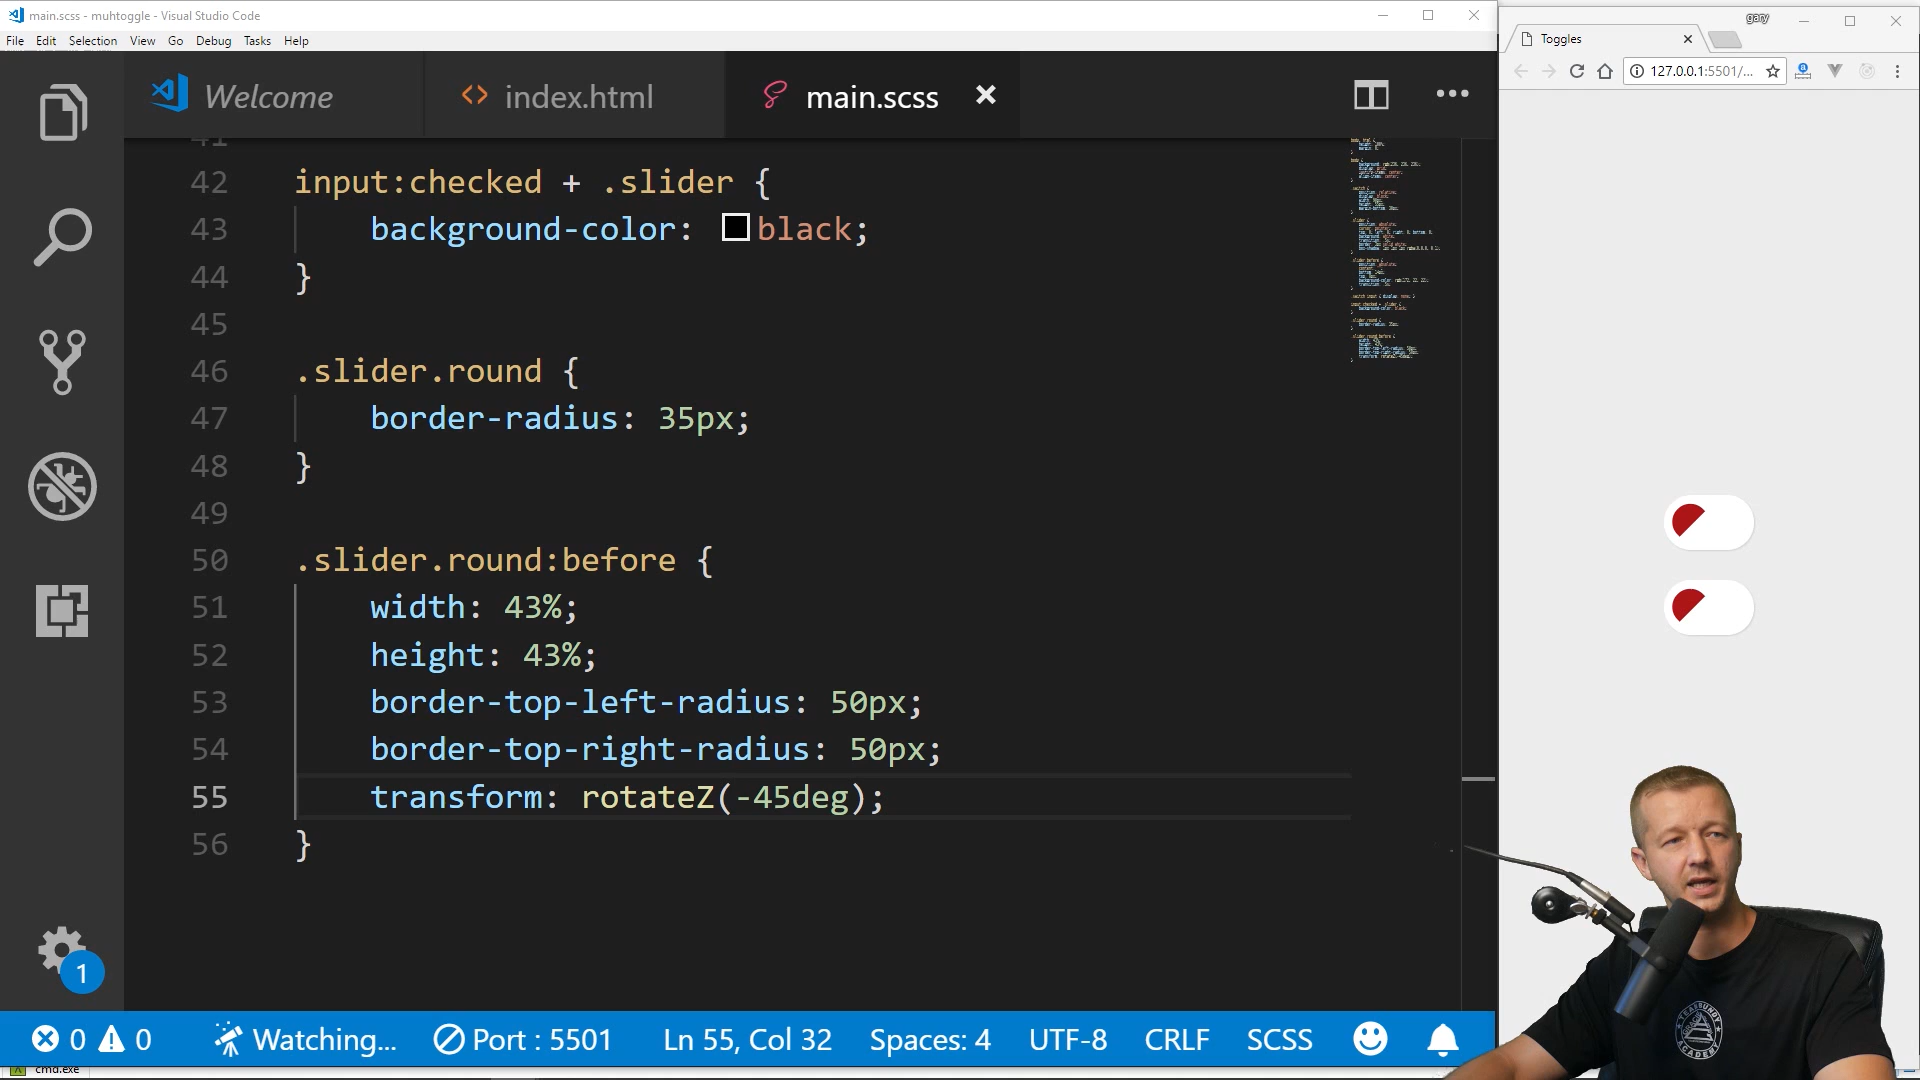 main.scss - muhtoggle - Visual Studio Code
File Edit Selection View Go Debug Tasks Help
Welcome
index.html
main.scss
41
42 input:checked + .slider {
43 background-color: black;
44 }
45
46 .slider.round {
47 border-radius: 35px;
48 }
49
50 .slider.round:before {
51 width: 43%;
52 height: 43%;
53 border-top-left-radius: 50px;
54 border-top-right-radius: 50px;
55 transform: rotateZ(-45deg);
56 }
1
0 0 Watching... Port : 5501 Ln 55, Col 32 Spaces: 4 UTF-8 CRLF SCSS
cmd.exe
gary
Toggles
127.0.0.1:5501/...
ACADEMY